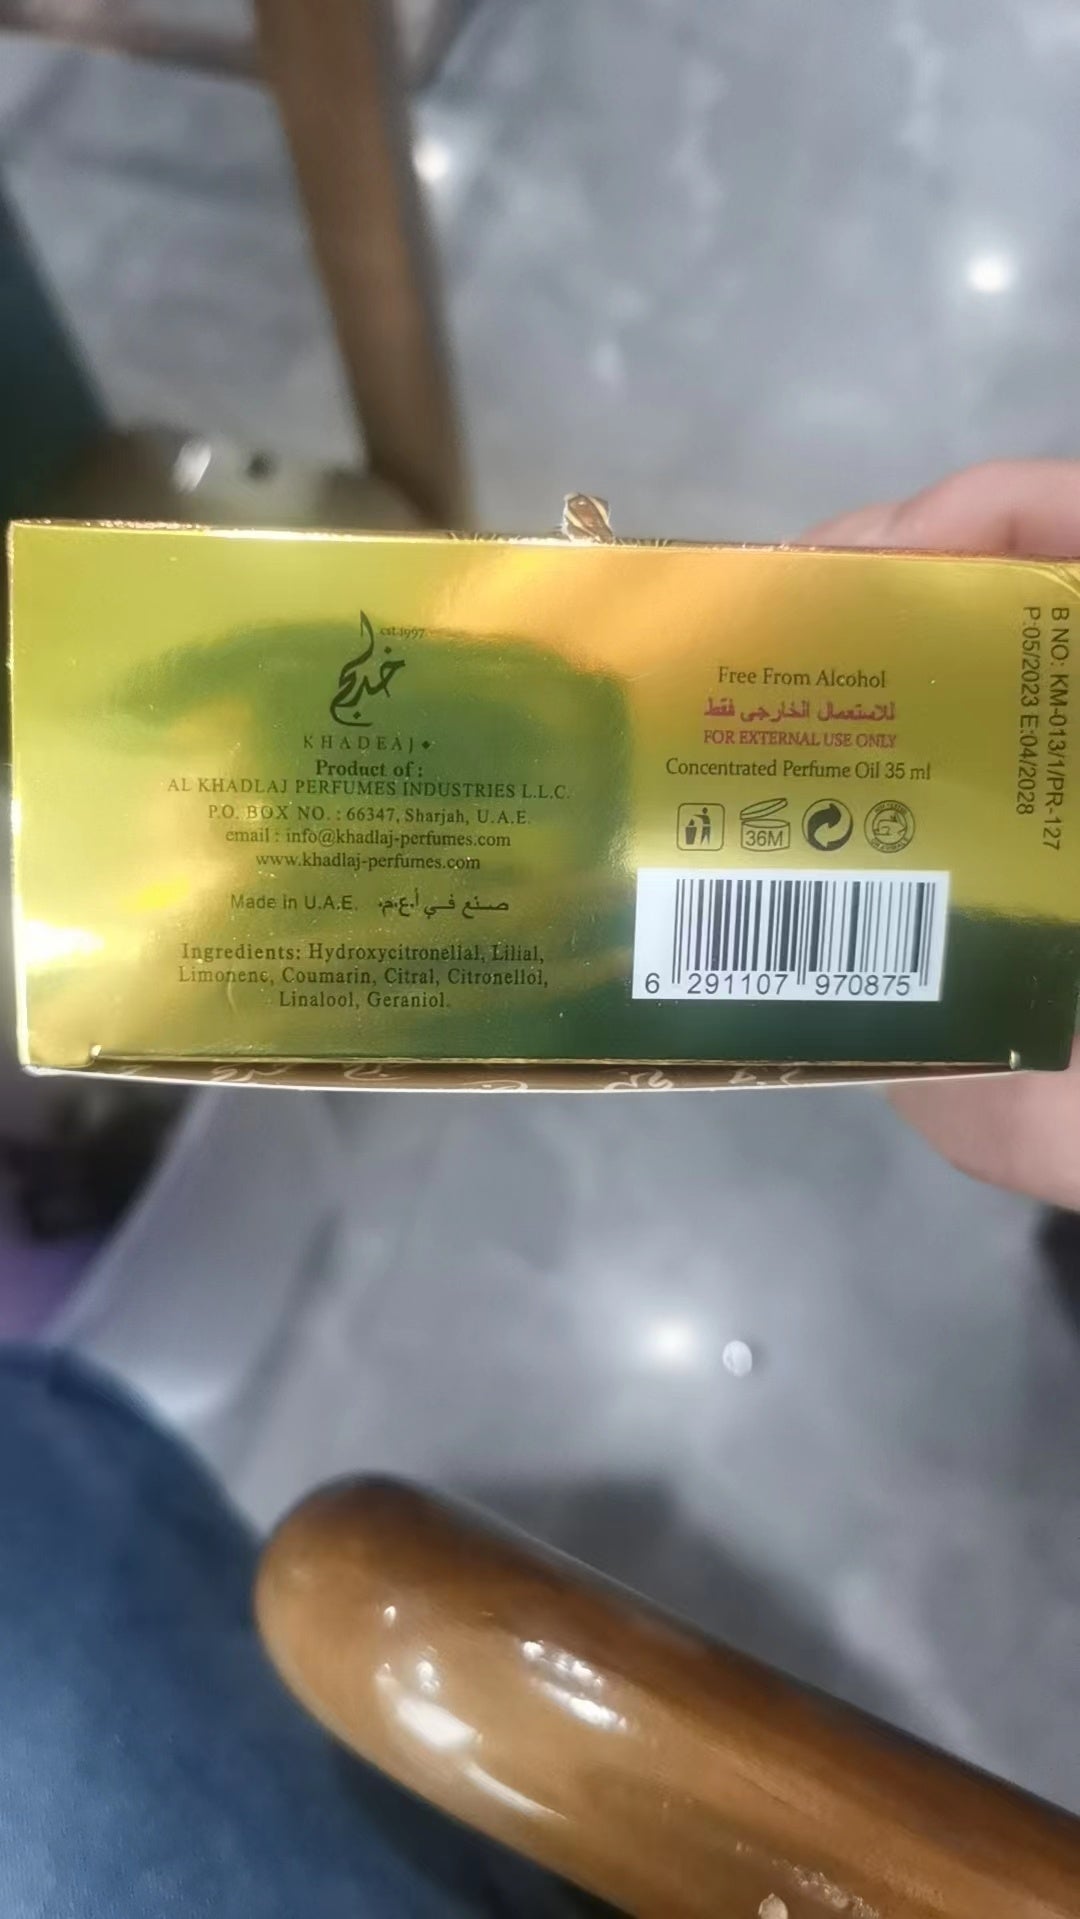 est.1997
خدلج
KHADLAJ
Product of :
AL KHADLAJ PERFUMES INDUSTRIES L.L.C.
P.O. BOX NO. : 66347, Sharjah, U.A.E.
email : info@khadlaj-perfumes.com
www.khadlaj-perfumes.com
Made in U.A.E. صنع في أ.ع.م.
Ingredients: Hydroxycitronellal, Lilial,
Limonene, Coumarin, Citral, Citronellol,
Linalool, Geraniol.
Free From Alcohol
للاستعمال الخارجي فقط
FOR EXTERNAL USE ONLY
Concentrated Perfume Oil 35 ml
36M
6 291107 970875
B NO: KM-013/1/PR-127
P:05/2023 E:04/2028